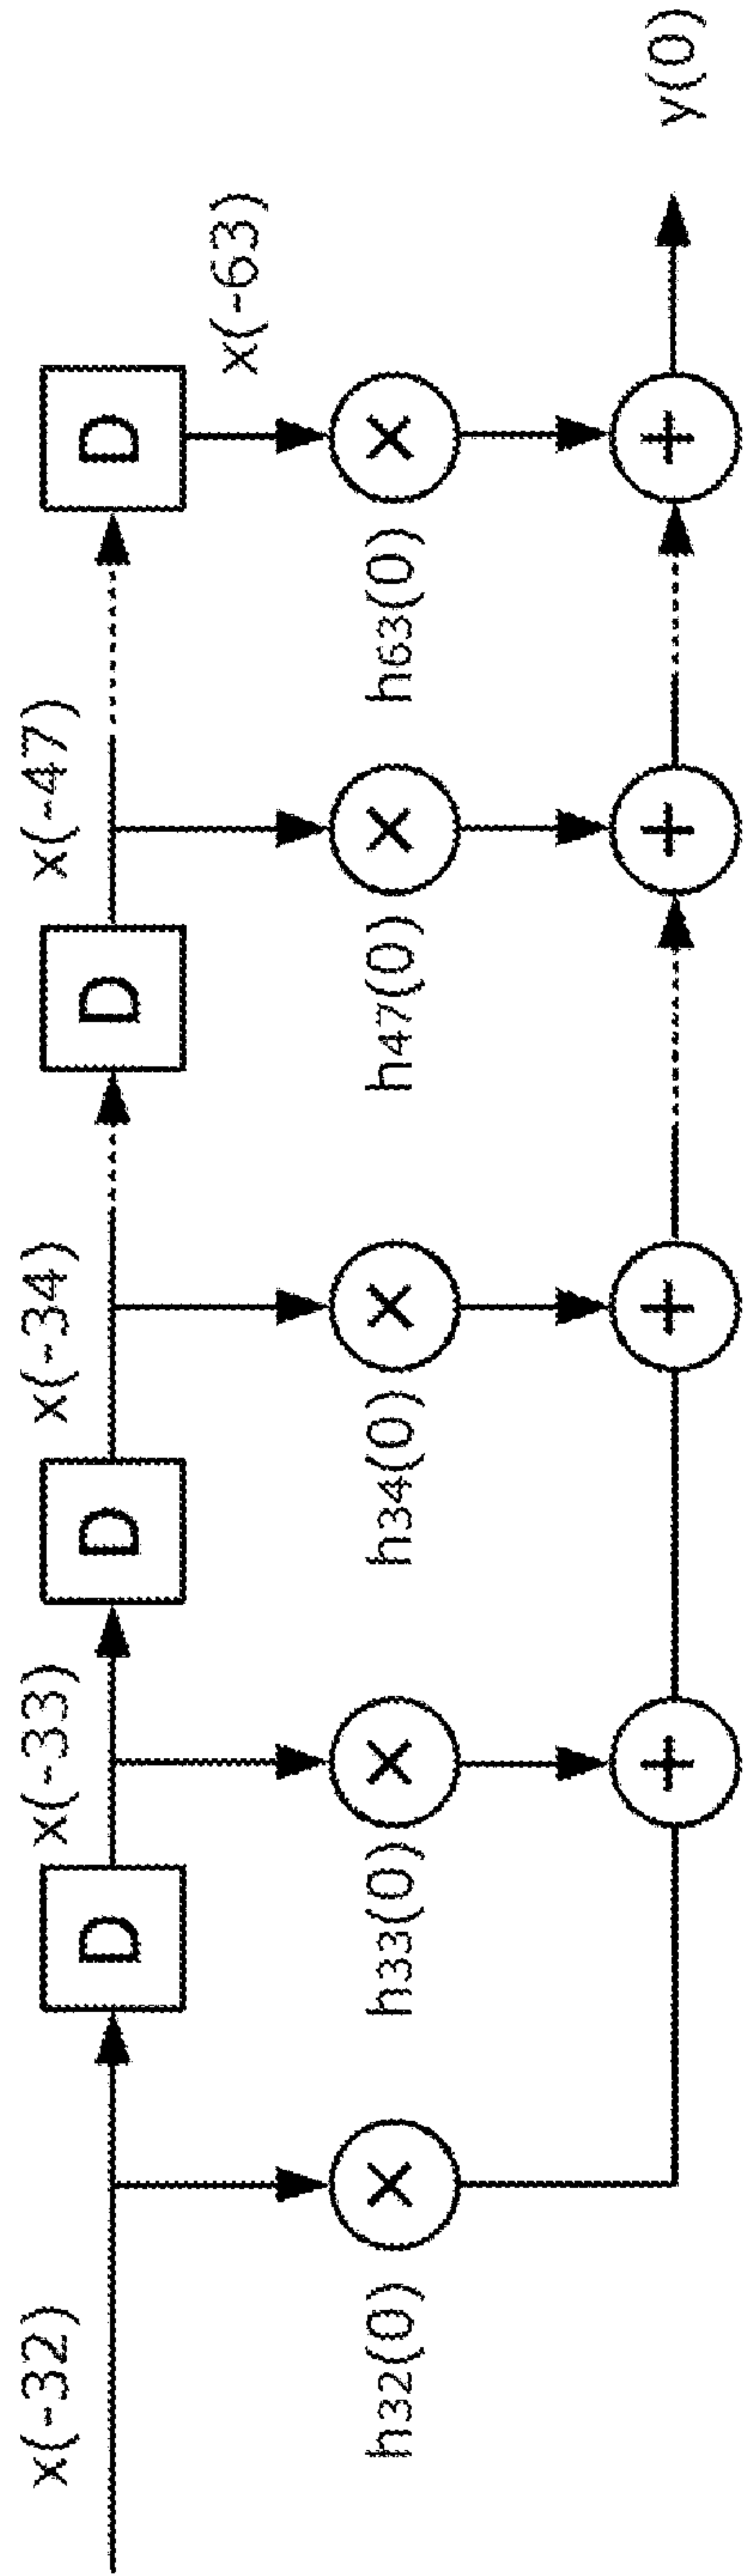 x(-32)
x(-33)
x(-34)
x(-47)
D
D
D
D
x(-63)
h32(0)
h33(0)
h34(0)
h47(0)
h63(0)
×
×
×
×
×
+
+
+
+
y(0)